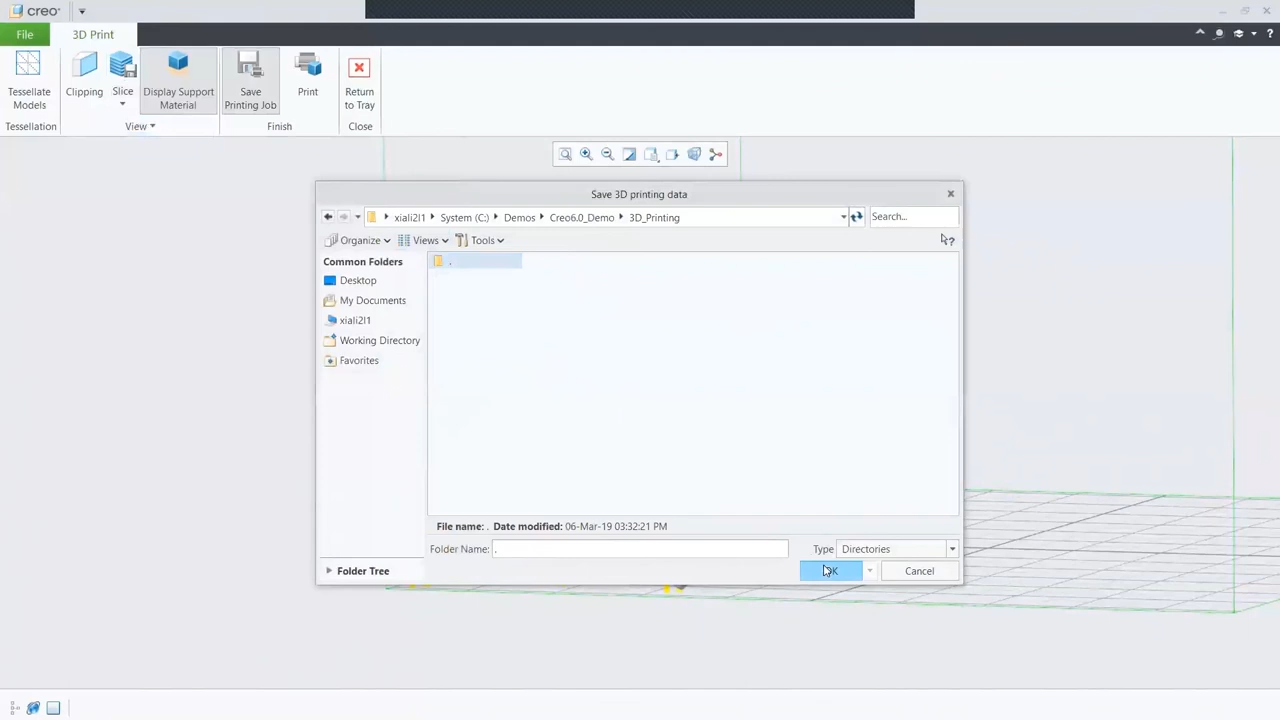 creo
File 3D Print
Tessellate Models Clipping Slice Display Support Material Save Printing Job Print Return to Tray
Tessellation View Finish Close
Save 3D printing data
xiali2l1 System (C:) Demos Creo6.0_Demo 3D_Printing Search...
Organize Views Tools
Common Folders
.
Desktop
My Documents
xiali2l1
Working Directory
Favorites
File name: . Date modified: 06-Mar-19 03:32:21 PM
Folder Name: . Type Directories
Folder Tree OK Cancel